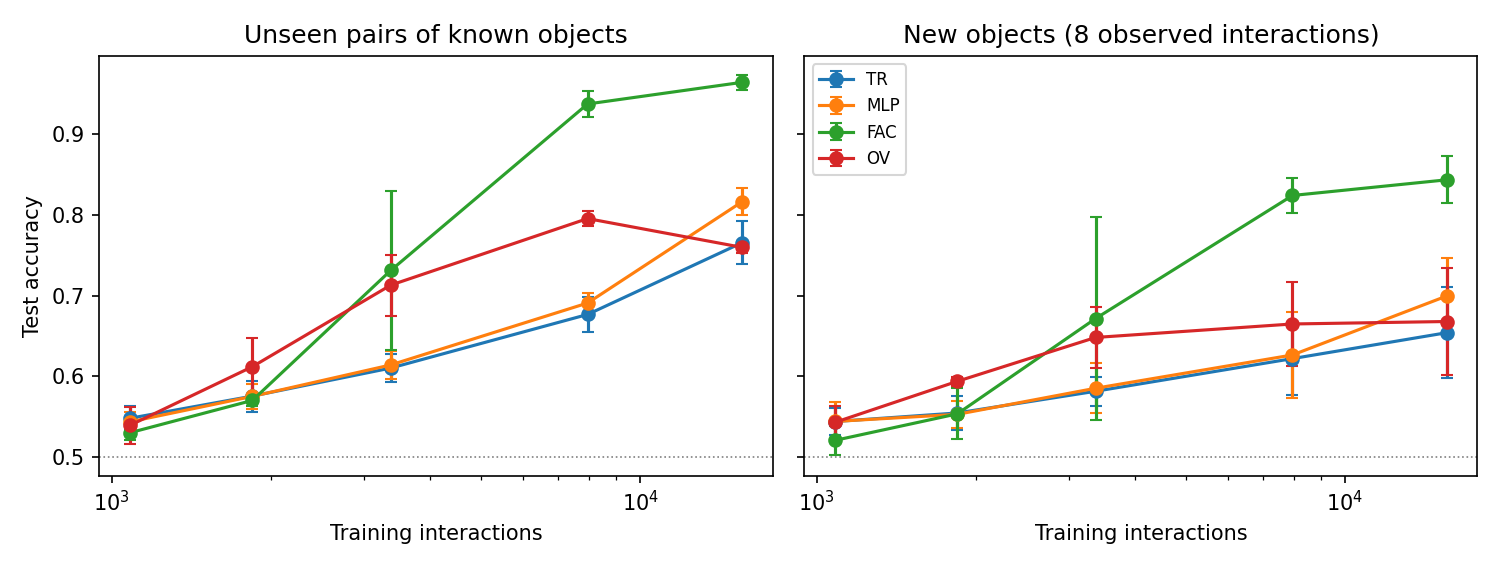 Unseen pairs of known objects
New objects (8 observed interactions)
Test accuracy
0.9
0.8
0.7
0.6
0.5
10³
10⁴
Training interactions
TR
MLP
FAC
OV
10³
10⁴
Training interactions